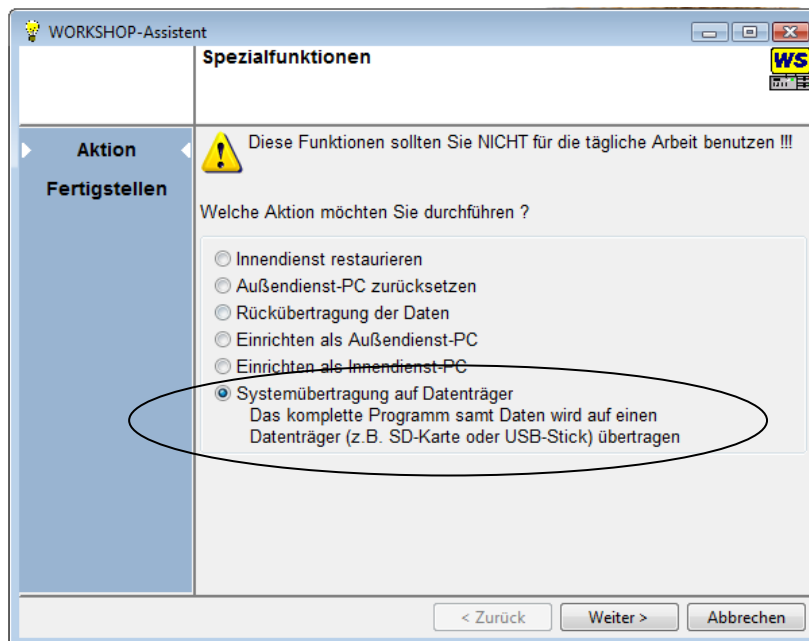 WORKSHOP-Assistent
Spezialfunktionen
WS
Aktion
Fertigstellen
Diese Funktionen sollten Sie NICHT für die tägliche Arbeit benutzen !!!
Welche Aktion möchten Sie durchführen ?
Innendienst restaurieren
Außendienst-PC zurücksetzen
Rückübertragung der Daten
Einrichten als Außendienst-PC
Einrichten als Innendienst-PC
Systemübertragung auf Datenträger
Das komplette Programm samt Daten wird auf einen
Datenträger (z.B. SD-Karte oder USB-Stick) übertragen
< Zurück
Weiter >
Abbrechen